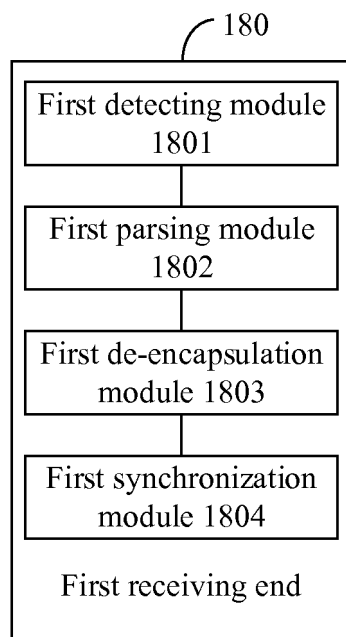 180
First detecting module
1801
First parsing module
1802
First de-encapsulation
module 1803
First synchronization
module 1804
First receiving end